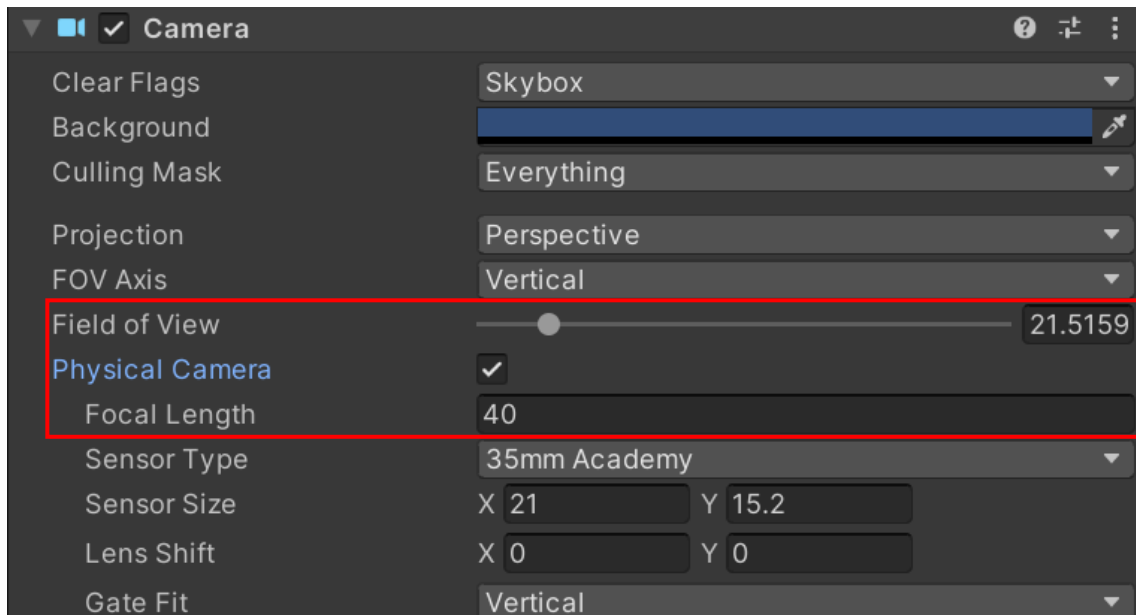 Camera
Clear Flags Skybox
Background
Culling Mask Everything
Projection Perspective
FOV Axis Vertical
Field of View 21.5159
Physical Camera
Focal Length 40
Sensor Type 35mm Academy
Sensor Size X 21 Y 15.2
Lens Shift X 0 Y 0
Gate Fit Vertical